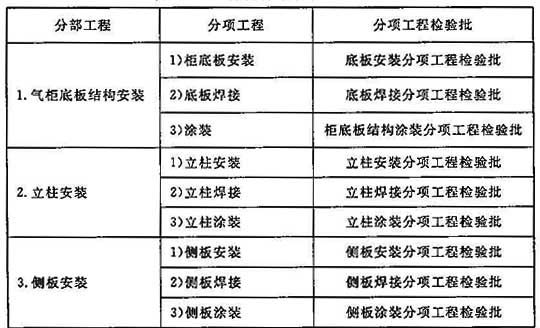 分部工程 分项工程 分项工程检验批
1.气柜底板结构安装 1)柜底板安装 底板安装分项工程检验批
2)底板焊接 底板焊接分项工程检验批
3)涂装 柜底板结构涂装分项工程检验批
2.立柱安装 1)立柱安装 立柱安装分项工程检验批
2)立柱焊接 立柱焊接分项工程检验批
3)立柱涂装 立柱涂装分项工程检验批
3.侧板安装 1)侧板安装 侧板安装分项工程检验批
2)侧板焊接 侧板焊接分项工程检验批
3)侧板涂装 侧板涂装分项工程检验批